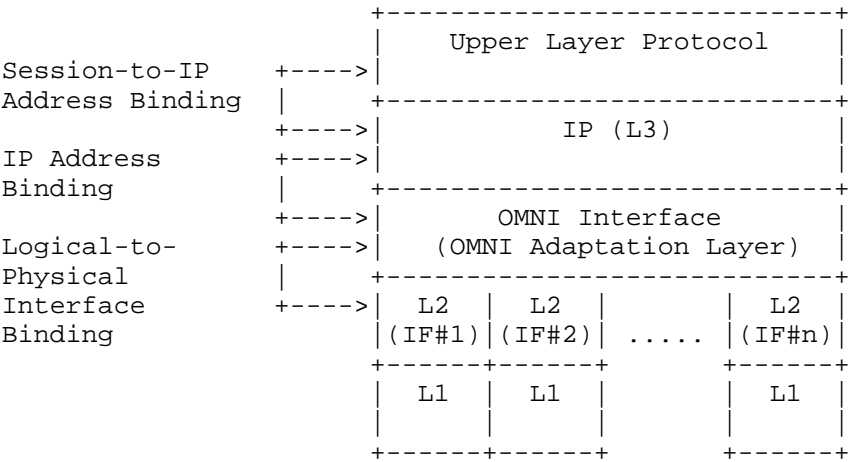 +----------------------------+
                             |    Upper Layer Protocol    |
Session-to-IP    +---->|                            |
Address Binding  |     +----------------------------+
                 +---->|           IP (L3)          |
IP Address       +---->|                            |
Binding          |     +----------------------------+
                 +---->|       OMNI Interface       |
Logical-to-      +---->|   (OMNI Adaptation Layer)  |
Physical         |     +----------------------------+
Interface        +---->|  L2  |  L2  |       |  L2  |
Binding                |(IF#1)|(IF#2)| ..... |(IF#n)|
                       +------+------+       +------+
                       |  L1  |  L1  |       |  L1  |
                       |      |      |       |      |
                       +------+------+       +------+